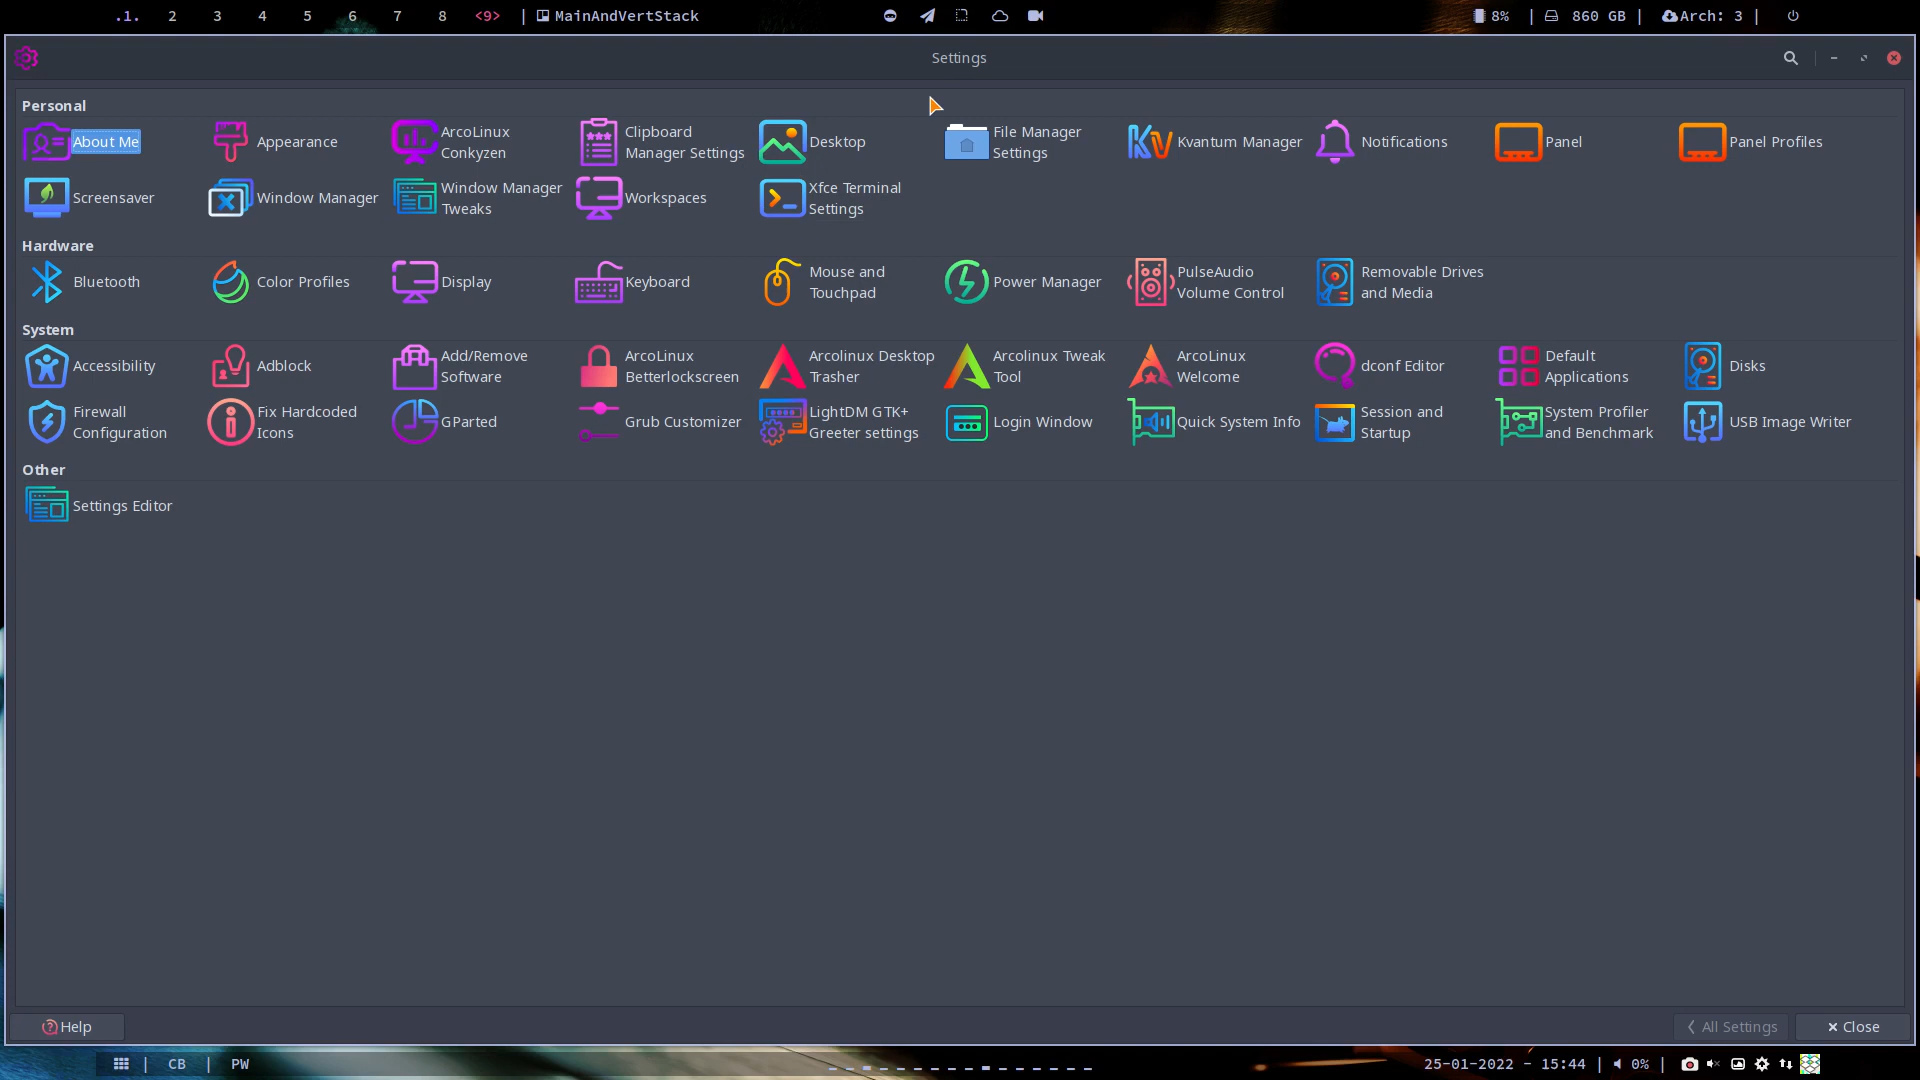 .1. 2 3 4 5 6 7 8 <9> | MainAndVertStack 8% | 860 GB | Arch: 3 |
Settings
Personal
About Me
Appearance
ArcoLinux
Conkyzen
Clipboard
Manager Settings
Desktop
File Manager
Settings
Kvantum Manager
Notifications
Panel
Panel Profiles
Screensaver
Window Manager
Window Manager
Tweaks
Workspaces
Xfce Terminal
Settings
Hardware
Bluetooth
Color Profiles
Display
Keyboard
Mouse and
Touchpad
Power Manager
PulseAudio
Volume Control
Removable Drives
and Media
System
Accessibility
Adblock
Add/Remove
Software
ArcoLinux
Betterlockscreen
Arcolinux Desktop
Trasher
Arcolinux Tweak
Tool
ArcoLinux
Welcome
dconf Editor
Default
Applications
Disks
Firewall
Configuration
Fix Hardcoded
Icons
GParted
Grub Customizer
LightDM GTK+
Greeter settings
Login Window
Quick System Info
Session and
Startup
System Profiler
and Benchmark
USB Image Writer
Other
Settings Editor
Help
All Settings
Close
| CB | PW 25-01-2022 - 15:44 | 0% |